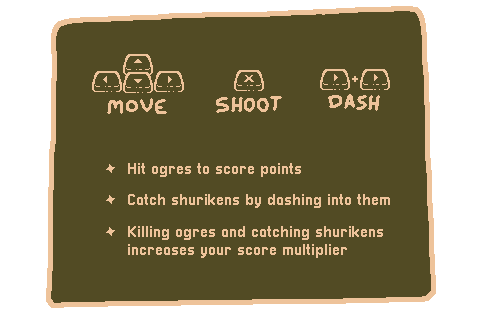 MOVE SHOOT DASH
Hit ogres to score points
Catch shurikens by dashing into them
Killing ogres and catching shurikens
increases your score multiplier